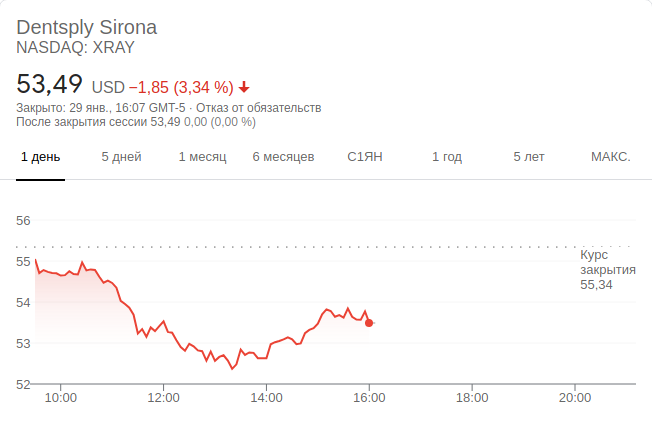 Dentsply Sirona
NASDAQ: XRAY
53,49 USD −1,85 (3,34 %)
Закрыто: 29 янв., 16:07 GMT-5 · Отказ от обязательств
После закрытия сессии 53,49 0,00 (0,00 %)
1 день 5 дней 1 месяц 6 месяцев С1ЯН 1 год 5 лет МАКС.
56
55
54
53
52
Курс
закрытия
55,34
10:00 12:00 14:00 16:00 18:00 20:00